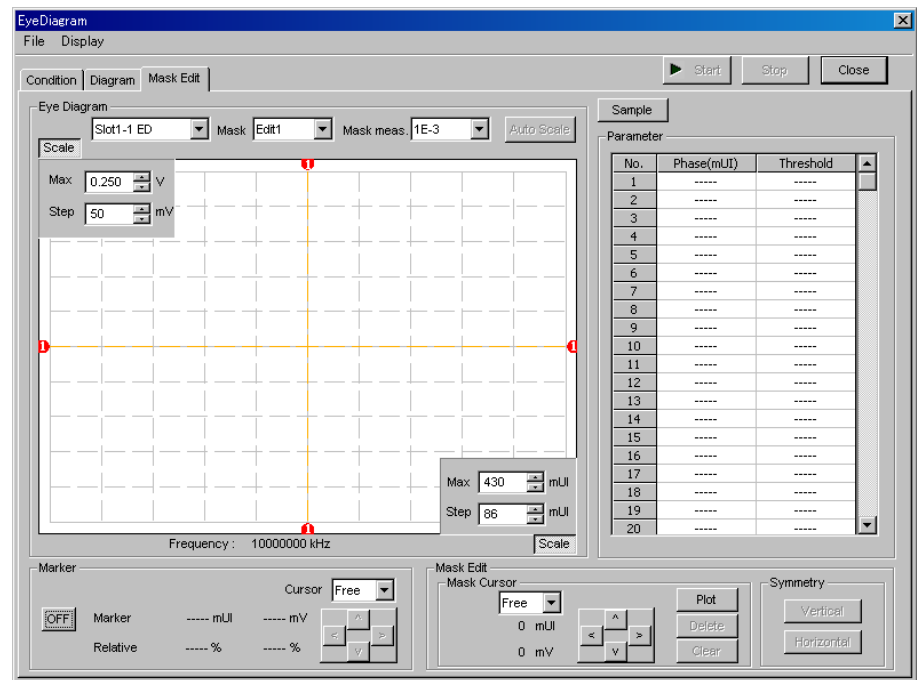 EyeDiagram
File Display
Start Stop Close
Condition Diagram Mask Edit
Eye Diagram
Slot1-1 ED Mask Edit1 Mask meas. 1E-3 Auto Scale
Scale
Max 0.250 V
Step 50 mV
1
1 1
Max 430 mUI
Step 86 mUI
1
Frequency : 10000000 kHz Scale
Sample
Parameter
No. Phase(mUI) Threshold
1 ----- -----
2 ----- -----
3 ----- -----
4 ----- -----
5 ----- -----
6 ----- -----
7 ----- -----
8 ----- -----
9 ----- -----
10 ----- -----
11 ----- -----
12 ----- -----
13 ----- -----
14 ----- -----
15 ----- -----
16 ----- -----
17 ----- -----
18 ----- -----
19 ----- -----
20 ----- -----
Marker
Cursor Free
OFF Marker ----- mUI ----- mV
Relative ----- % ----- %
^
< >
v
Mask Edit
Mask Cursor
Free
0 mUI
0 mV
^
< >
v
Plot
Delete
Clear
Symmetry
Vertical
Horizontal